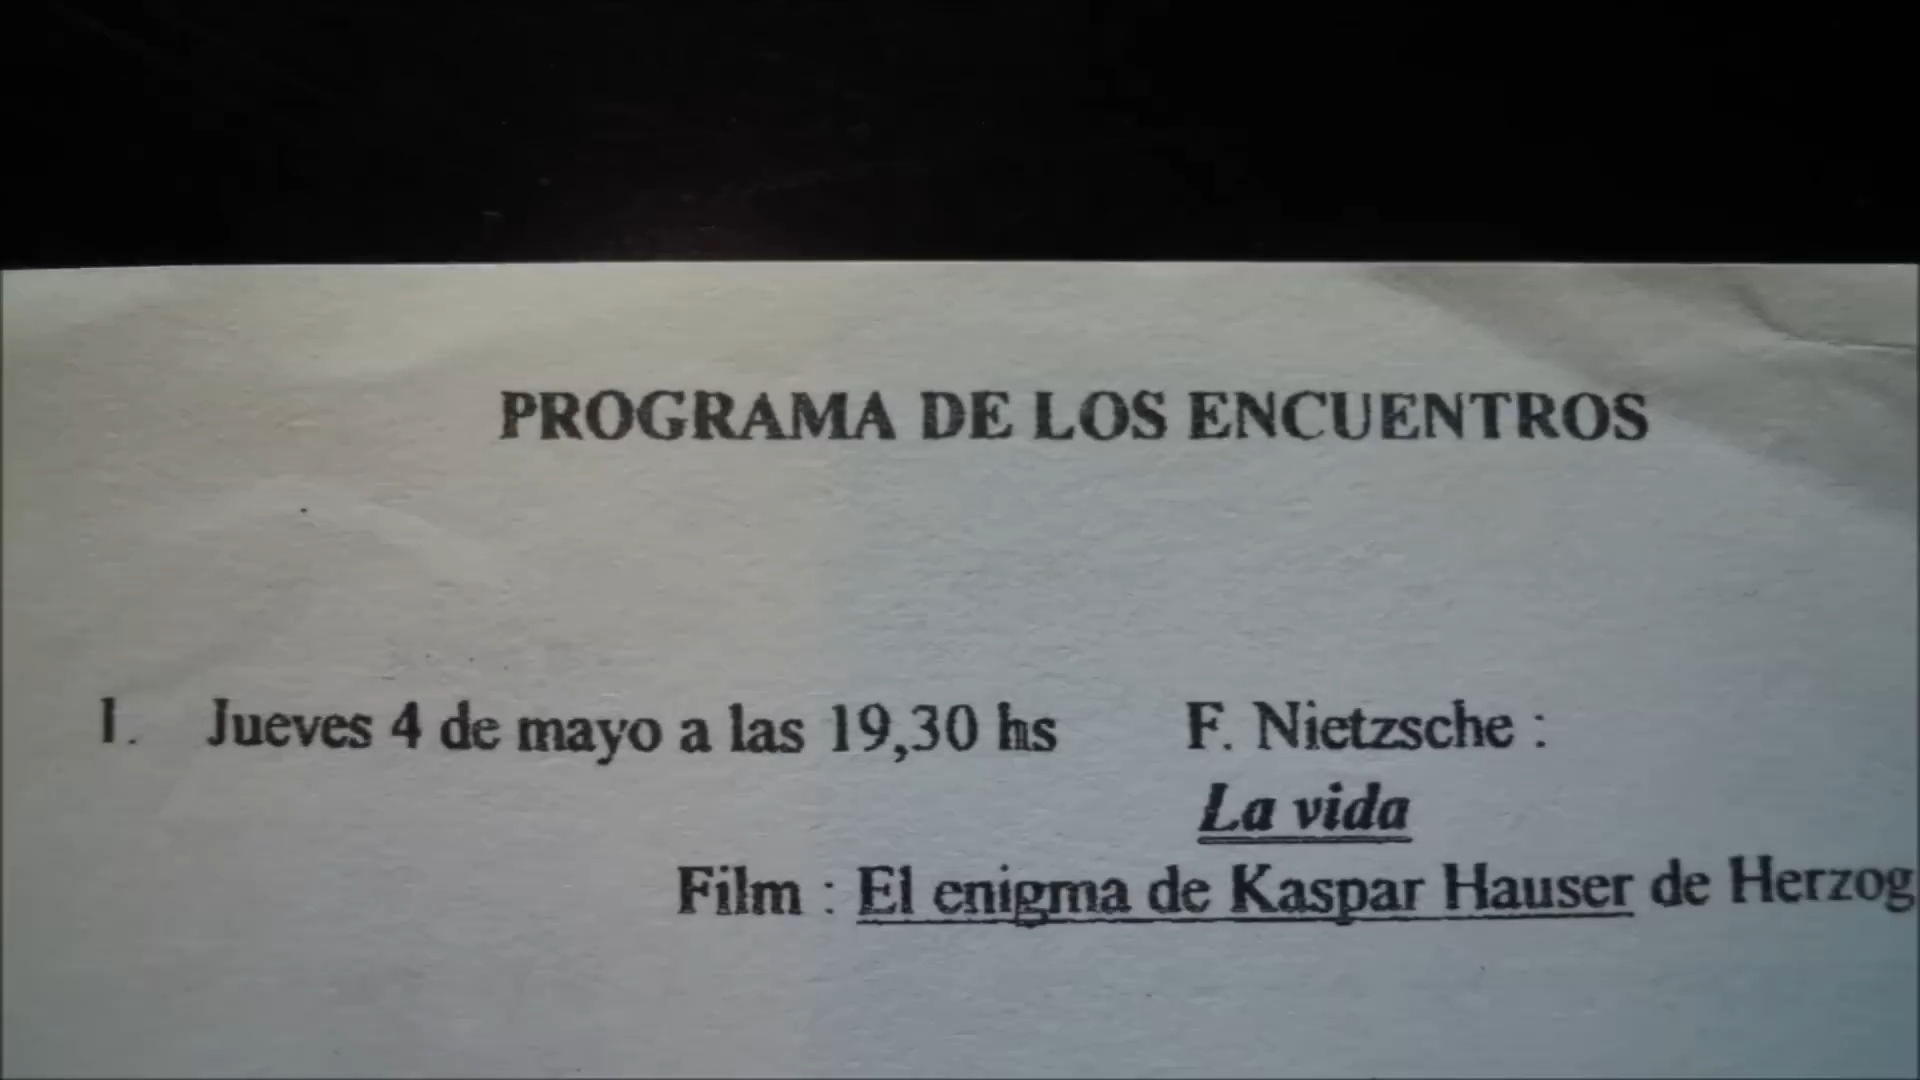 PROGRAMA DE LOS ENCUENTROS
1. Jueves 4 de mayo a las 19,30 hs F. Nietzsche :
La vida
Film : El enigma de Kaspar Hauser de Herzog